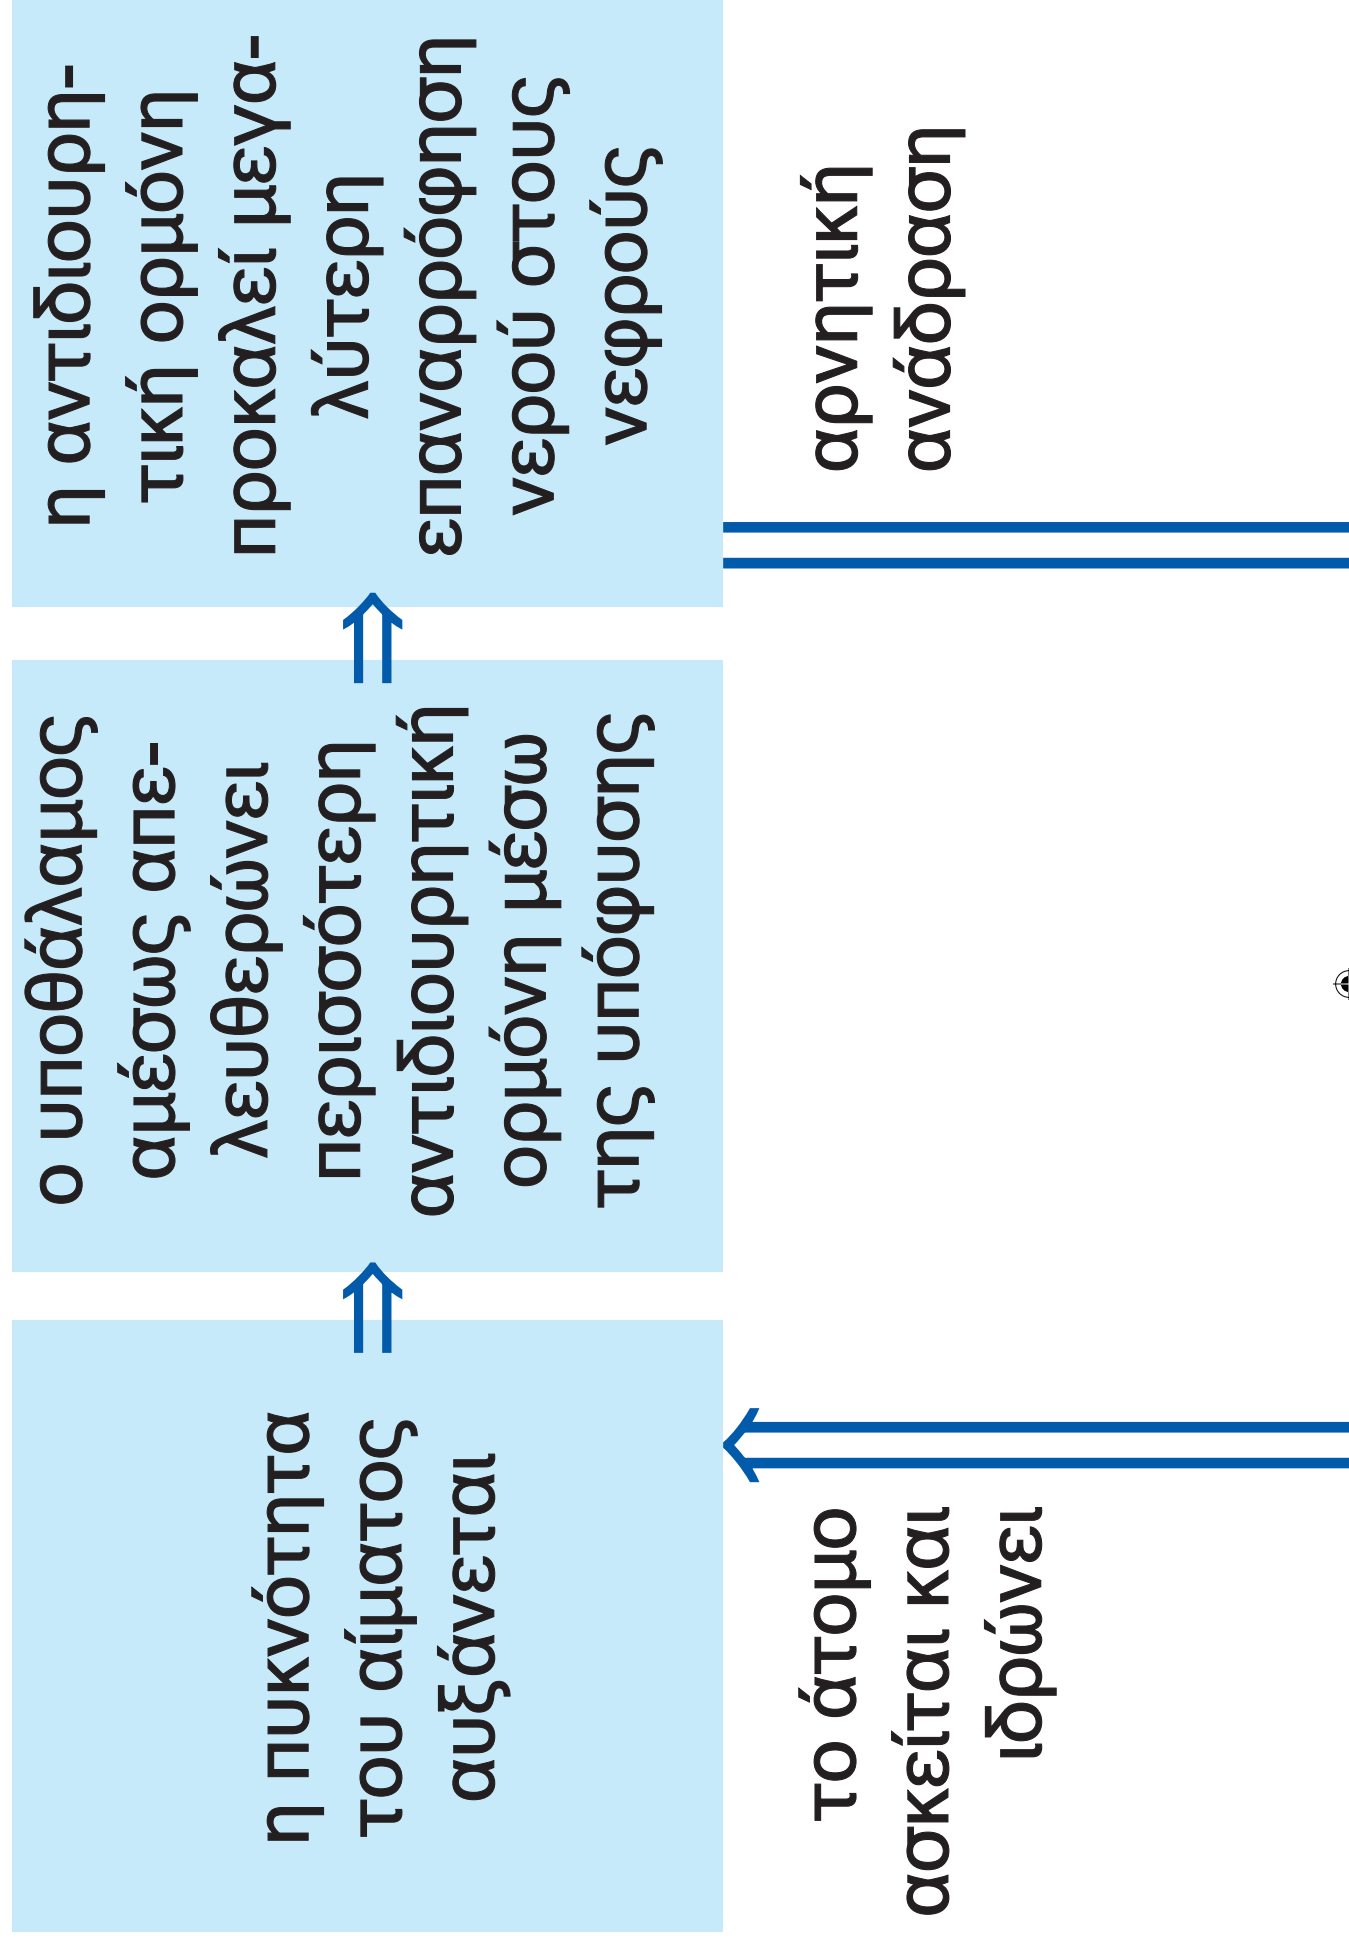 η πυκνότητα
του αίματος
αυξάνεται
ο υποθάλαμος
αμέσως απε-
λευθερώνει
περισσότερη
αντιδιουρητική
ορμόνη μέσω
της υπόφυσης
η αντιδιουρη-
τική ορμόνη
προκαλεί μεγα-
λύτερη
επαναρρόφηση
νερού στους
νεφρούς
το άτομο
ασκείται και
ιδρώνει
αρνητική
ανάδραση